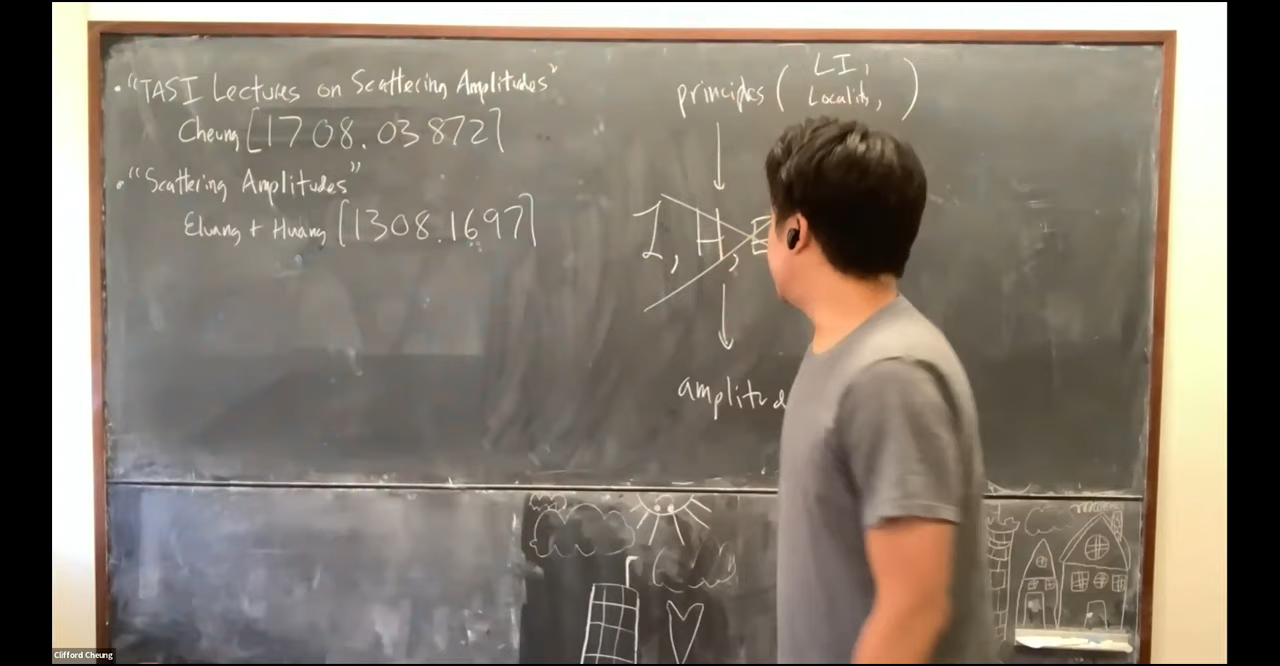 • "TASI Lectures on Scattering Amplitudes"
Cheung [1708.03872]
• "Scattering Amplitudes"
Elvang + Huang [1308.1697]
principles ( LI,
Locality, )
L, H, E
amplitud
Clifford Cheung